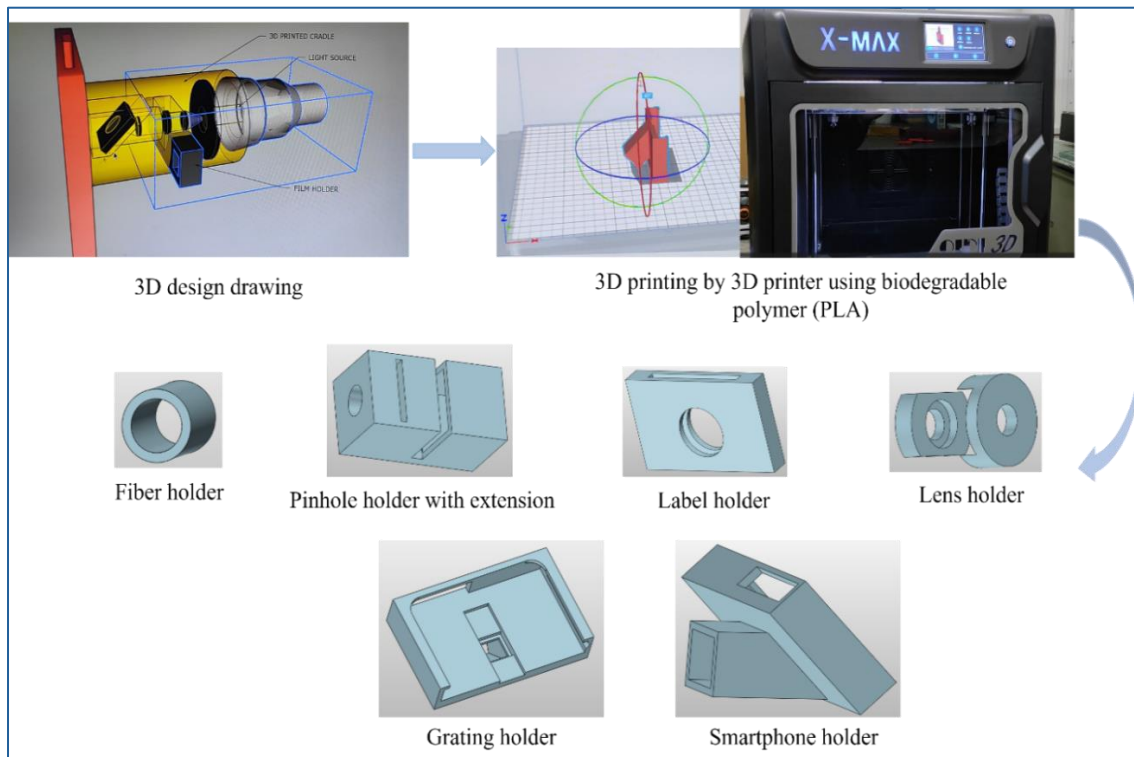 3D PRINTED CRADLE
LIGHT SOURCE
FILM HOLDER
X-MAX
3D
3D design drawing
3D printing by 3D printer using biodegradable
polymer (PLA)
Fiber holder
Pinhole holder with extension
Label holder
Lens holder
Grating holder
Smartphone holder